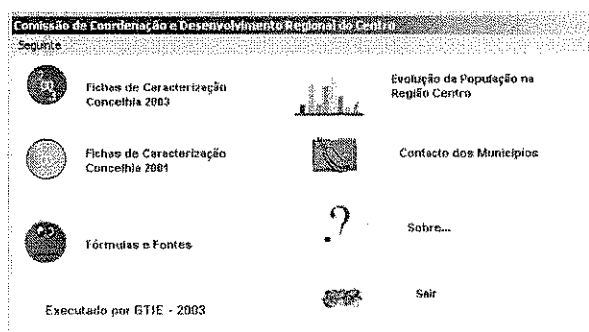 Comissão de Coordenação e Desenvolvimento Regional do Centro
Seguinte
Fichas de Caracterização
Concelhia 2003
Evolução da População na
Região Centro
Fichas de Caracterização
Concelhia 2001
Contacto dos Municípios
Fórmulas e Fontes
?
Sobre...
Sair
Executado por GTIE - 2003